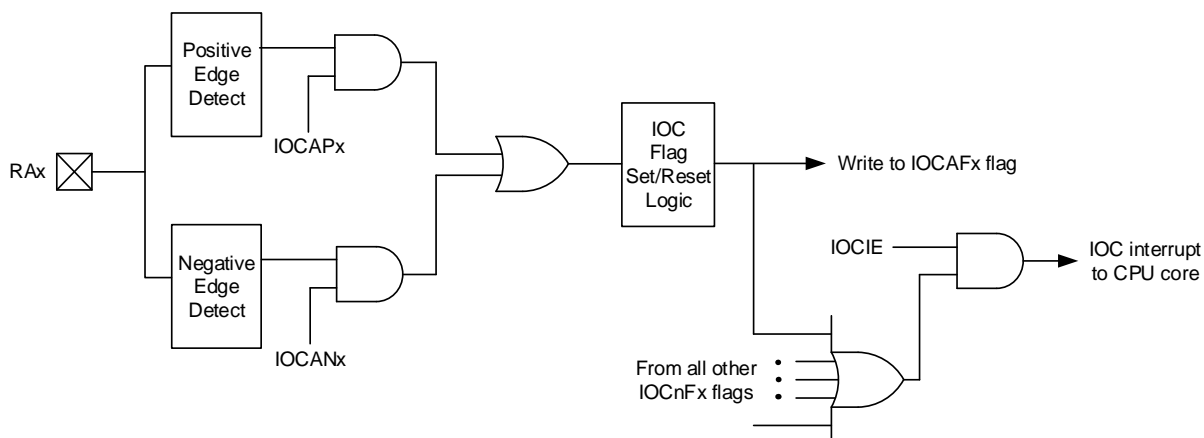 Positive
Edge
Detect
IOCAPx
RAx
Negative
Edge
Detect
IOCANx
IOC
Flag
Set/Reset
Logic
Write to IOCAFx flag
IOCIE
IOC interrupt
to CPU core
From all other
IOCnFx flags